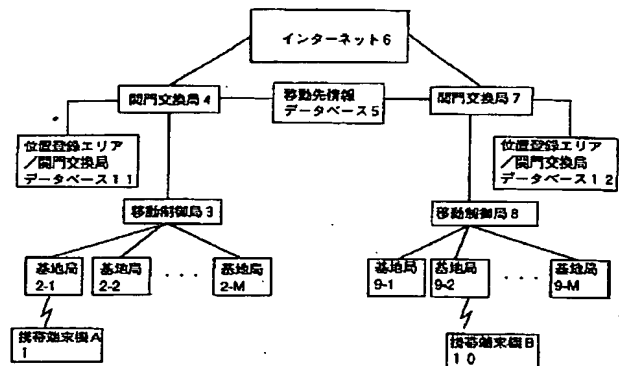 インターネット6
関門交換局4
移動先情報
データベース5
関門交換局7
位置登録エリア
／関門交換局
データベース11
位置登録エリア
／関門交換局
データベース12
移動制御局3
移動制御局8
基地局
2-1
基地局
2-2
・・・
基地局
2-M
基地局
9-1
基地局
9-2
・・・
基地局
9-M
携帯端末機A
1
携帯端末機B
10